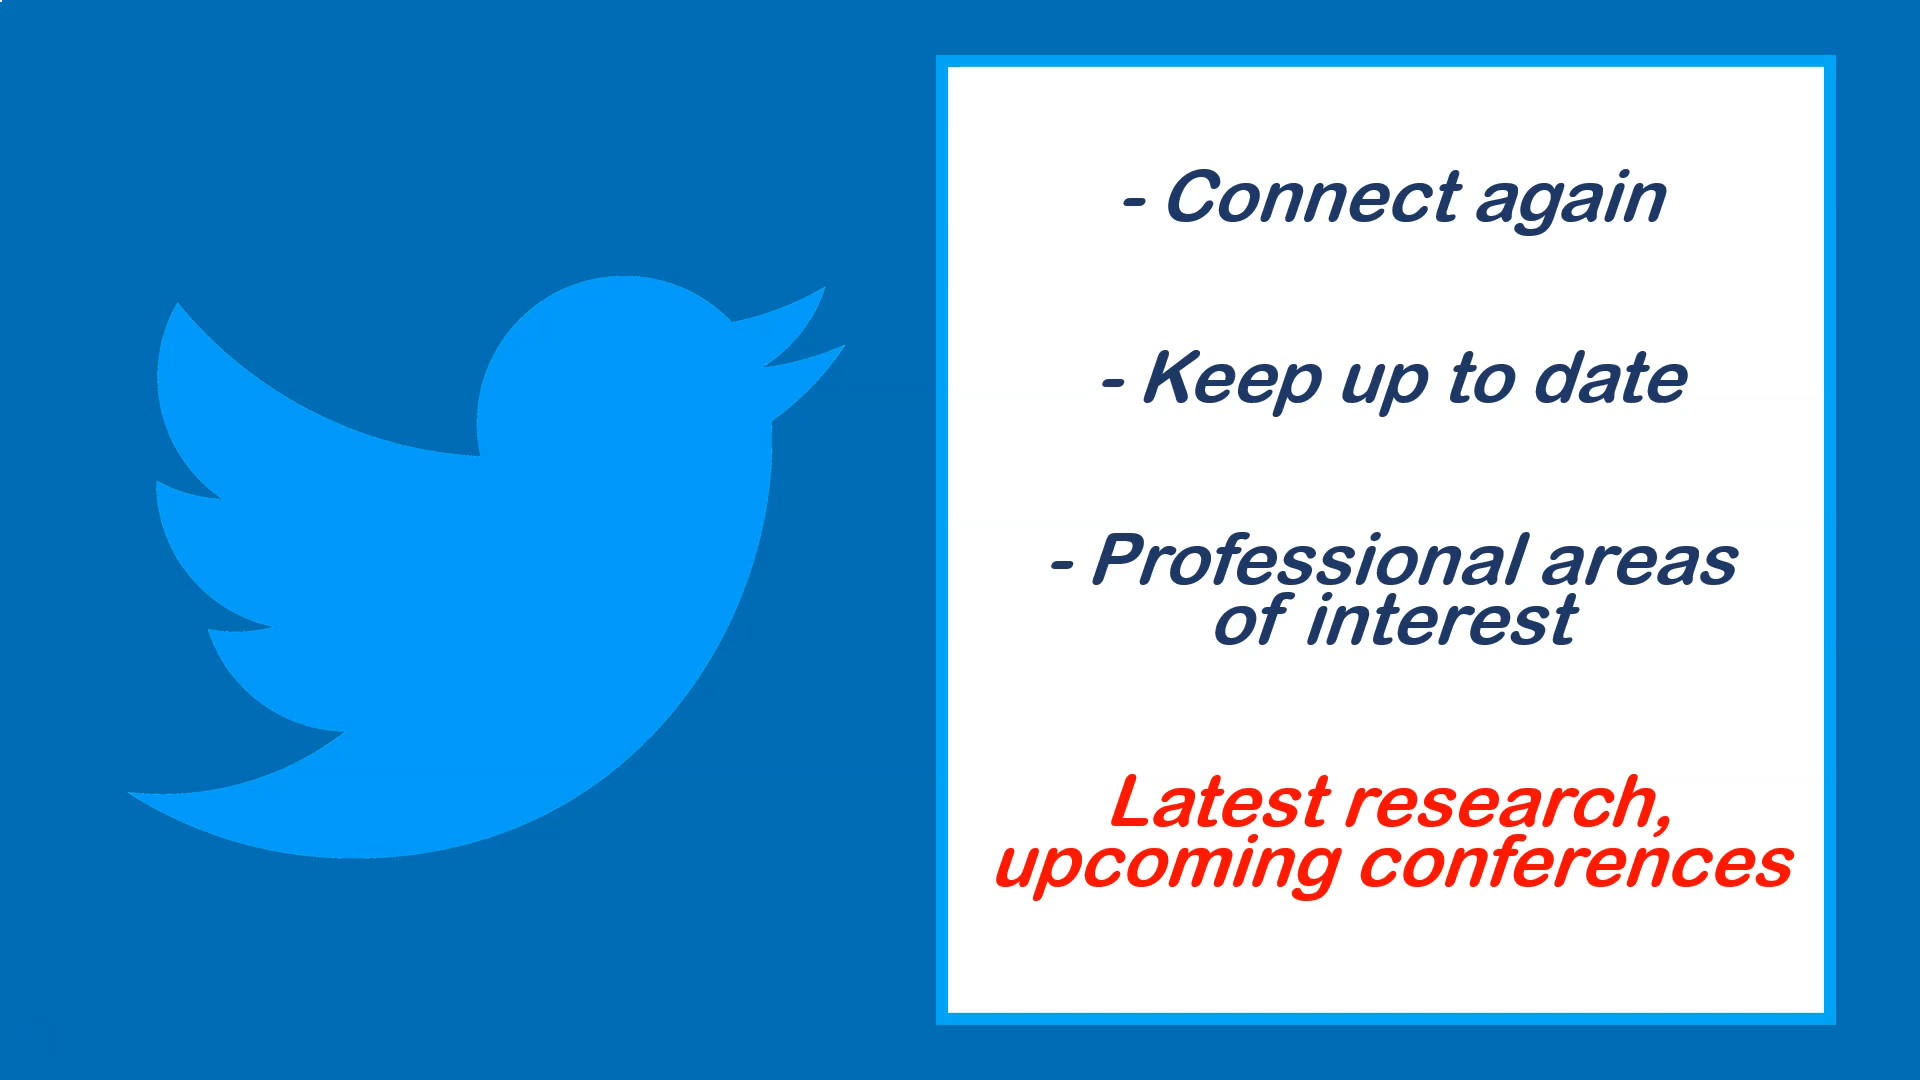 - Connect again
- Keep up to date
- Professional areas
of interest
Latest research,
upcoming conferences